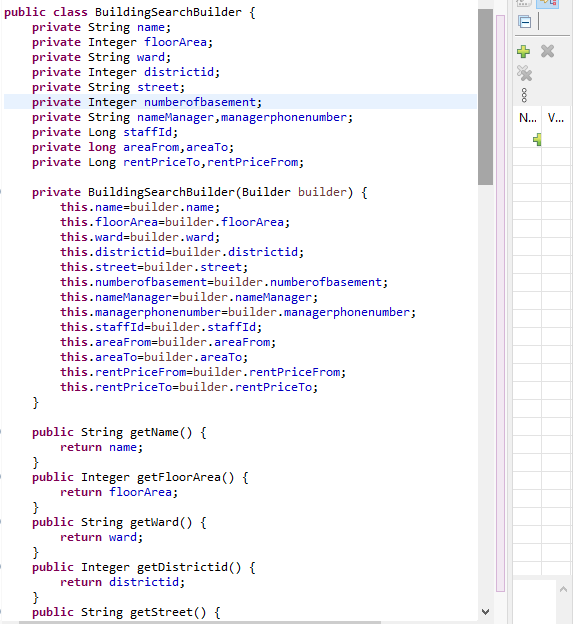 public class BuildingSearchBuilder {
    private String name;
    private Integer floorArea;
    private String ward;
    private Integer districtid;
    private String street;
    private Integer numberofbasement;
    private String nameManager,managerphonenumber;
    private Long staffId;
    private long areaFrom,areaTo;
    private Long rentPriceTo,rentPriceFrom;
    private BuildingSearchBuilder(Builder builder) {
        this.name=builder.name;
        this.floorArea=builder.floorArea;
        this.ward=builder.ward;
        this.districtid=builder.districtid;
        this.street=builder.street;
        this.numberofbasement=builder.numberofbasement;
        this.nameManager=builder.nameManager;
        this.managerphonenumber=builder.managerphonenumber;
        this.staffId=builder.staffId;
        this.areaFrom=builder.areaFrom;
        this.areaTo=builder.areaTo;
        this.rentPriceFrom=builder.rentPriceFrom;
        this.rentPriceTo=builder.rentPriceTo;
    }
    public String getName() {
        return name;
    }
    public Integer getFloorArea() {
        return floorArea;
    }
    public String getWard() {
        return ward;
    }
    public Integer getDistrictid() {
        return districtid;
    }
    public String getStreet() {
N... V...